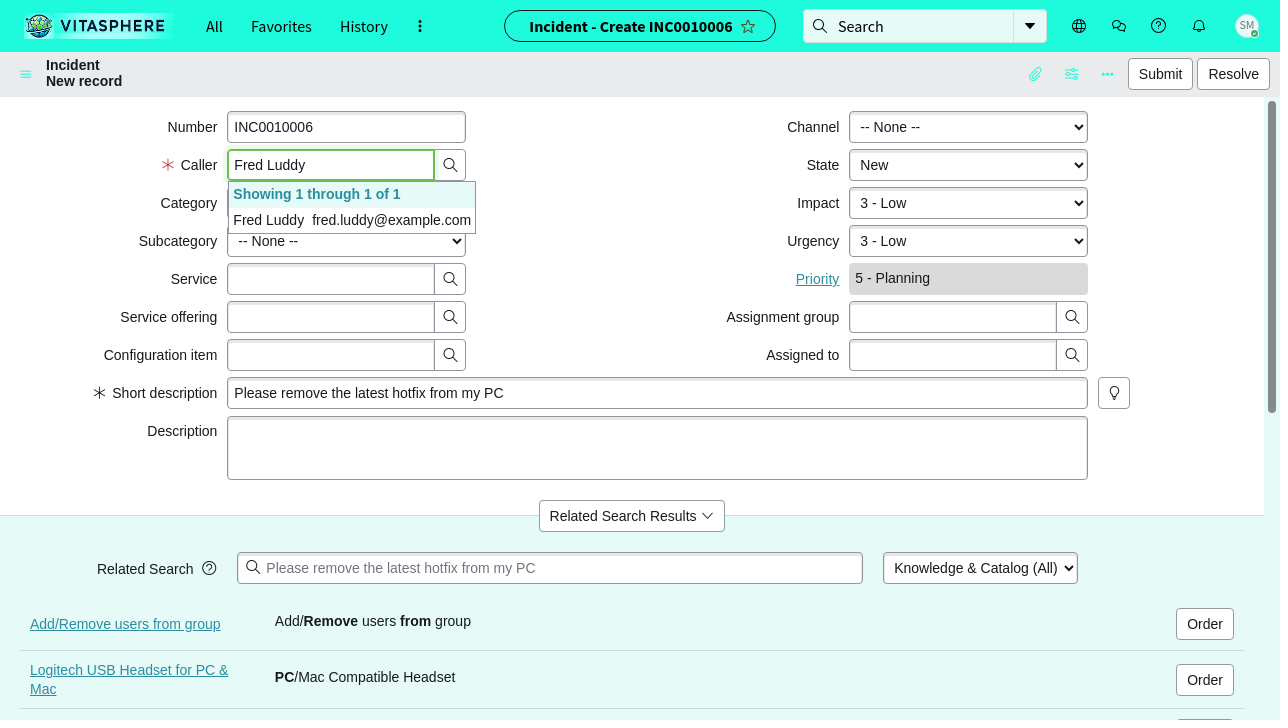 VITASPHERE
All
Favorites
History
Incident - Create INC0010006
Search
SM
Incident
New record
Submit
Resolve
Number
INC0010006
Channel
-- None --
Caller
Fred Luddy
State
New
Showing 1 through 1 of 1
Fred Luddy fred.luddy@example.com
Category
Impact
3 - Low
Subcategory
-- None --
Urgency
3 - Low
Service
Priority
5 - Planning
Service offering
Assignment group
Configuration item
Assigned to
Short description
Please remove the latest hotfix from my PC
Description
Related Search Results
Related Search
Please remove the latest hotfix from my PC
Knowledge & Catalog (All)
Add/Remove users from group
Add/Remove users from group
Order
Logitech USB Headset for PC &
Mac
PC/Mac Compatible Headset
Order